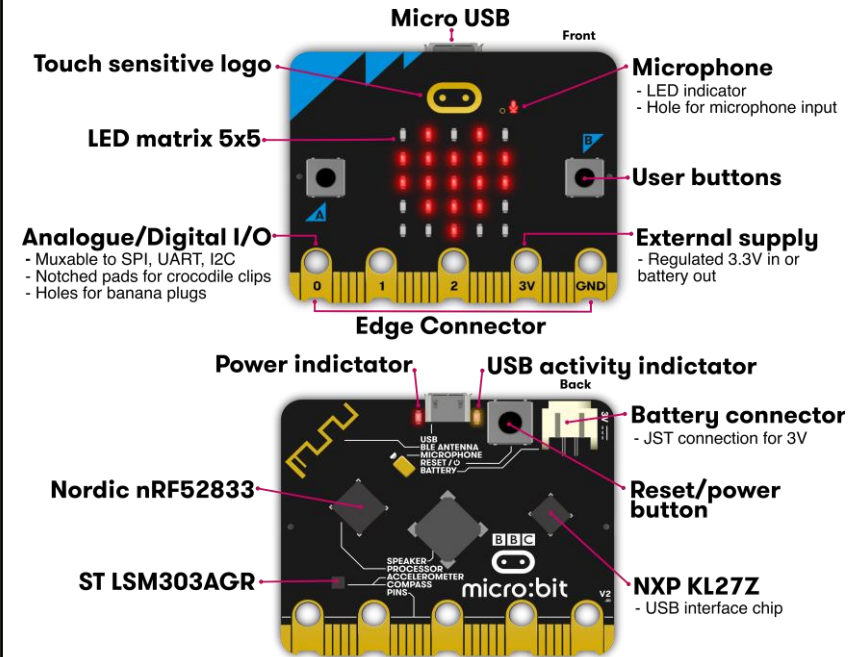 Micro USB
Front
Touch sensitive logo
Microphone
- LED indicator
- Hole for microphone input
LED matrix 5x5
B
User buttons
A
Analogue/Digital I/O
- Muxable to SPI, UART, I2C
- Notched pads for crocodile clips
- Holes for banana plugs
External supply
- Regulated 3.3V in or
battery out
0 1 2 3V GND
Edge Connector
Power indictator
USB activity indictator
Back
Battery connector
- JST connection for 3V
3V
USB
BLE ANTENNA
MICROPHONE
RESET /
BATTERY
Nordic nRF52833
Reset/power
button
BBC
SPEAKER
PROCESSOR
ACCELEROMETER
COMPASS
PINS
micro:bit
V2
ST LSM303AGR
NXP KL27Z
- USB interface chip